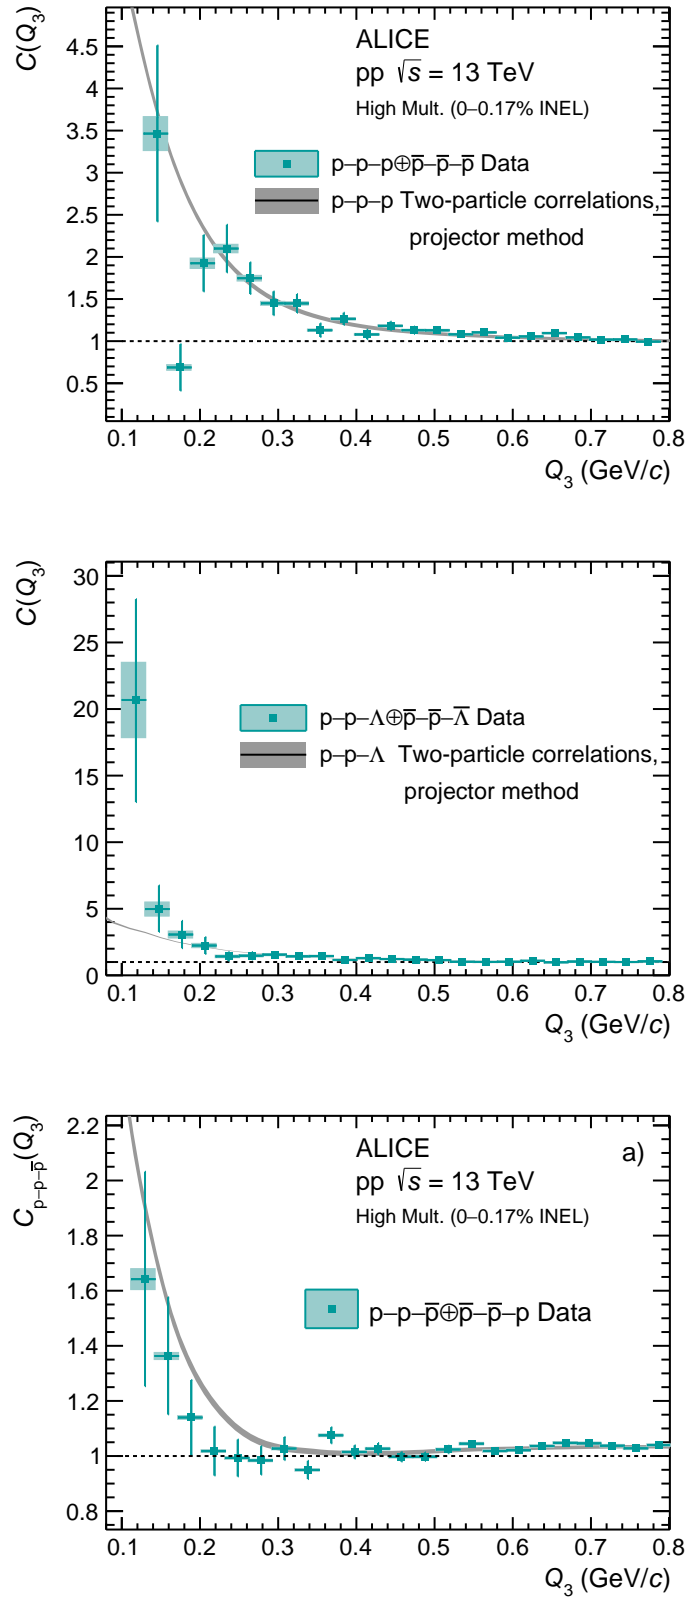 C(Q₃)
4.5
4
3.5
3
2.5
2
1.5
1
0.5
ALICE
pp √s = 13 TeV
High Mult. (0–0.17% INEL)
p–p–p⊕p̅–p̅–p̅ Data
p–p–p Two-particle correlations,
projector method
0.1 0.2 0.3 0.4 0.5 0.6 0.7 0.8
Q₃ (GeV/c)
C(Q₃)
30
25
20
15
10
5
0
p–p–Λ⊕p̅–p̅–Λ̅ Data
p–p–Λ Two-particle correlations,
projector method
0.1 0.2 0.3 0.4 0.5 0.6 0.7 0.8
Q₃ (GeV/c)
C p–p–p̅ (Q₃)
2.2
2
1.8
1.6
1.4
1.2
1
0.8
ALICE
a)
pp √s = 13 TeV
High Mult. (0–0.17% INEL)
p–p–p̅⊕p̅–p̅–p Data
0.1 0.2 0.3 0.4 0.5 0.6 0.7 0.8
Q₃ (GeV/c)